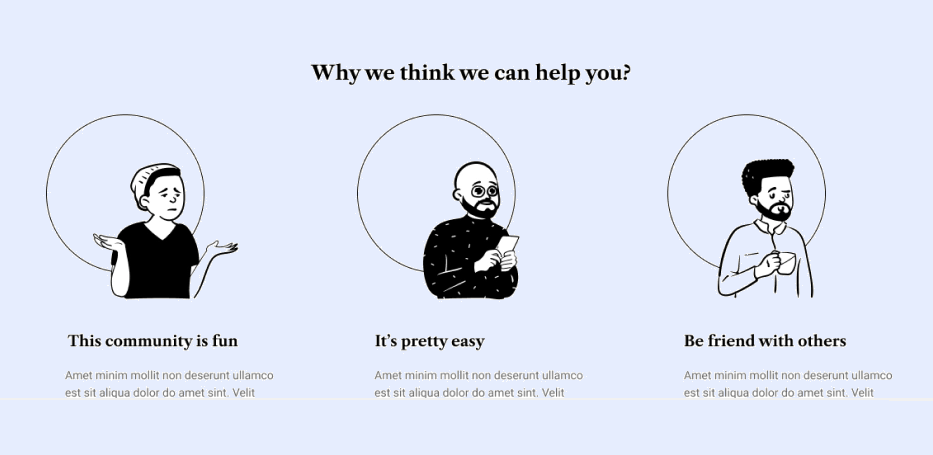 Why we think we can help you?
This community is fun
Amet minim mollit non deserunt ullamco
est sit aliqua dolor do amet sint. Velit
It's pretty easy
Amet minim mollit non deserunt ullamco
est sit aliqua dolor do amet sint. Velit
Be friend with others
Amet minim mollit non deserunt ullamco
est sit aliqua dolor do amet sint. Velit